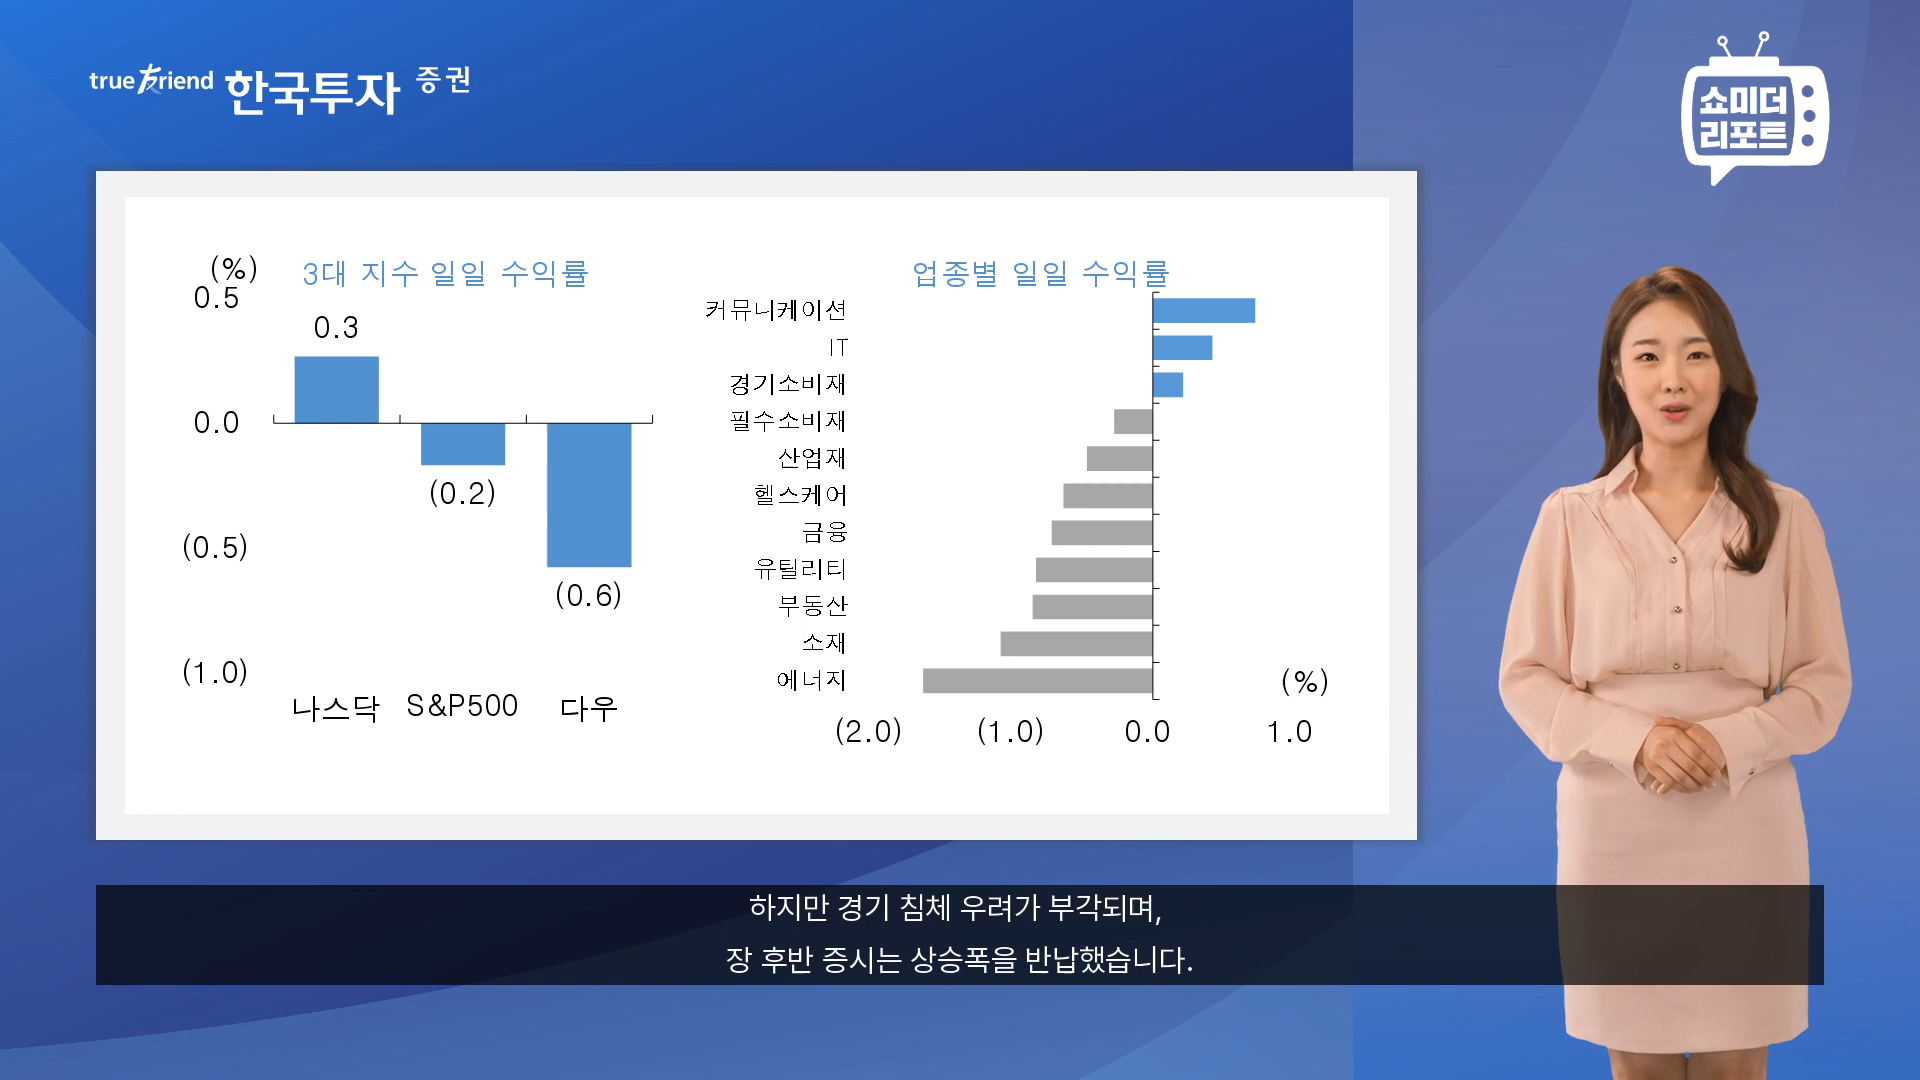 true friend 한국투자 증권
쇼미더
리포트
(%)
3대 지수 일일 수익률
0.5
0.3
0.0
(0.2)
(0.5)
(0.6)
(1.0)
나스닥 S&P500 다우
업종별 일일 수익률
커뮤니케이션
IT
경기소비재
필수소비재
산업재
헬스케어
금융
유틸리티
부동산
소재
에너지
(%)
(2.0) (1.0) 0.0 1.0
하지만 경기 침체 우려가 부각되며,
장 후반 증시는 상승폭을 반납했습니다.